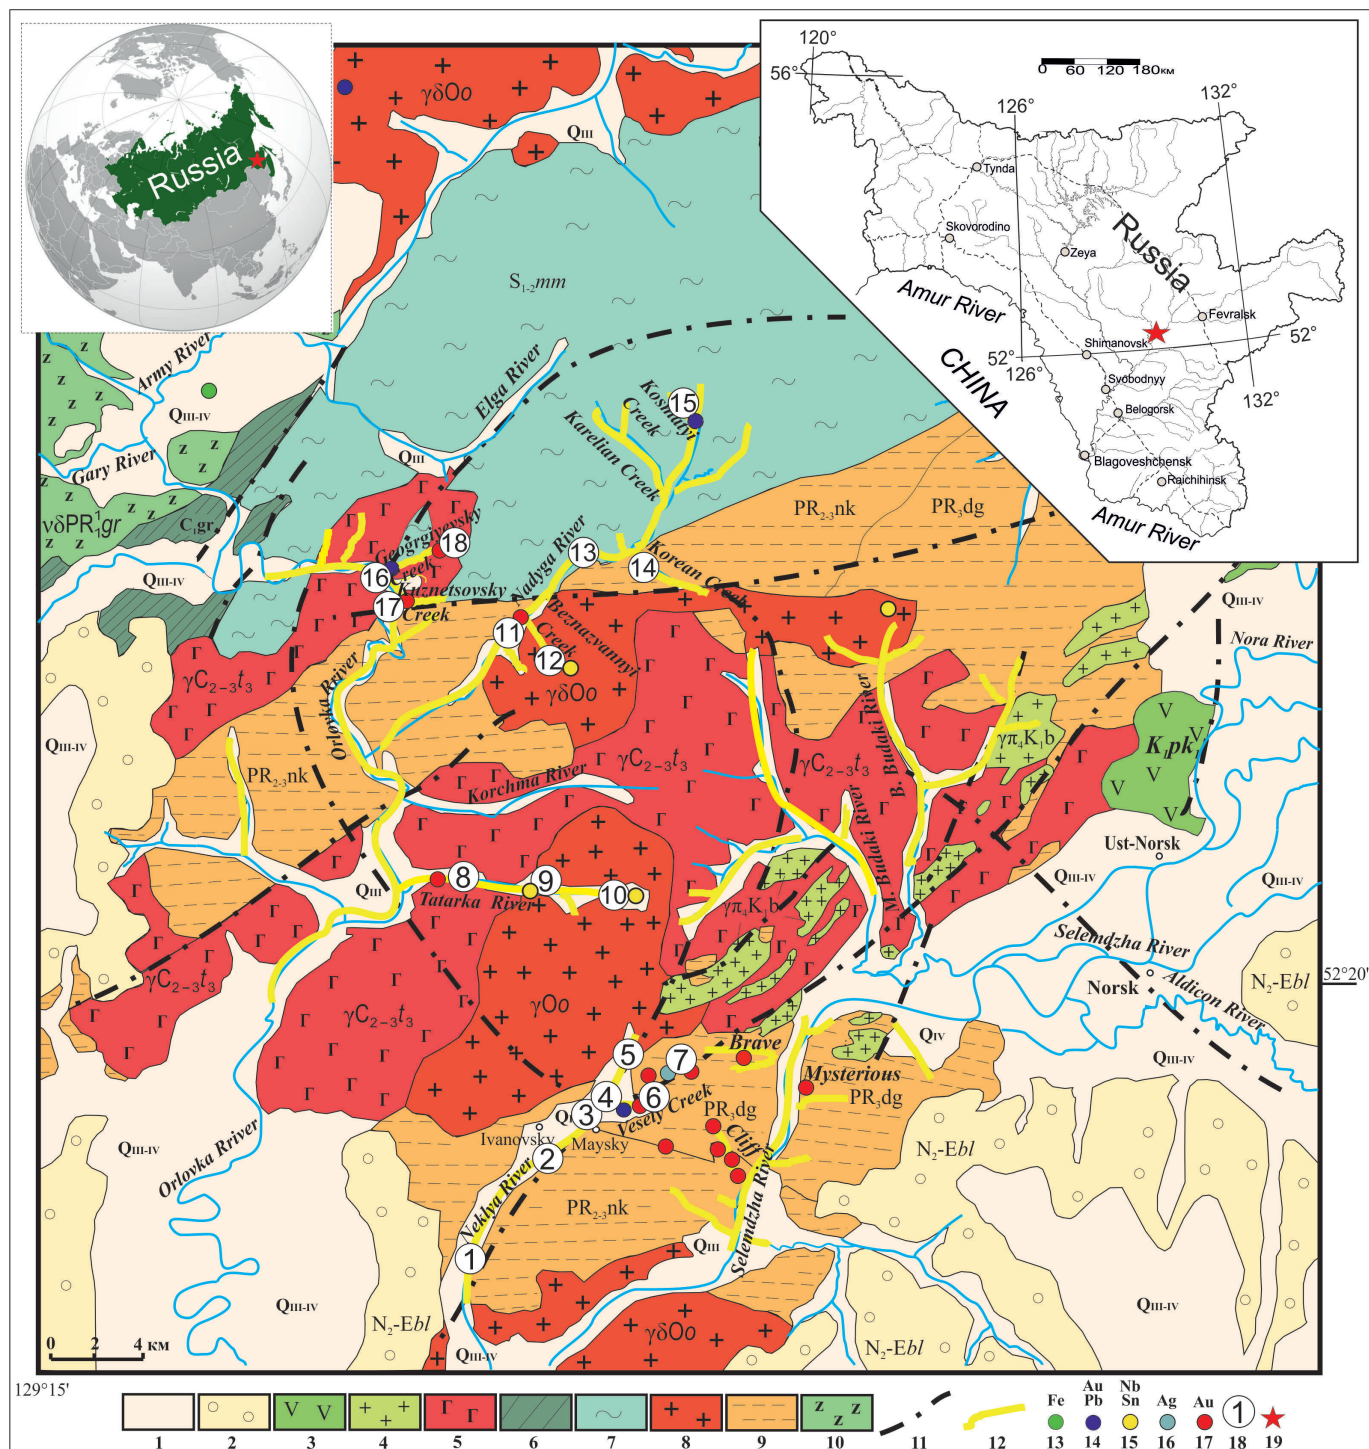 Russia
120°
56°
0 60 120 180км
126°
132°
Tynda
Skovorodino
Zeya
Russia
Amur River
Fevralsk
Shimanovsk
52°
52°
126°
CHINA
Svobodnyy
132°
Belogorsk
Blagoveshchensk
Raichihinsk
Amur River
γδOo
QIII
S1-2mm
Army River
QIII-IV
Elga River
Gary River
QIII
Koshatyi
Creek
15
Karelian Creek
νδPR₁¹gr
C1gr
PR2-3nk
PR3dg
Geogrgiyevsky
Creek
18
16
QIII-IV
Kuznetsovsky
Creek
17
Nadyga River
13
14
Korean Creek
QIII-IV
11
Beznazvannyi
Creek
12
Nora River
γC2-3t3
γδOo
Orlovka Rriver
QIII-IV
PR2-3nk
γC2-3t3
γC2-3t3
B. Budaki River
γπ4K1b
K1pk
Korchma River
M. Budaki River
Ust-Norsk
QIII
8
9
10
Tatarka River
γπ4K1b
QIII-IV
QIII-IV
Selemdzha River
Norsk
Aldicon River
52°20'
N2-Ebl
γC2-3t3
γC2-3t3
γOo
5
7
Brave
QIV
Mysterious
QIII-IV
4
6
3
Vesely Creek
PR3dg
PR3dg
Ivanovsky
Maysky
Cliff
QIII-IV
2
N2-Ebl
Orlovka Rriver
Neklya River
PR2-3nk
Selemdzha River
1
QIII
QIII-IV
QIII-IV
N2-Ebl
γδOo
N2-Ebl
0 2 4 км
QIII-IV
129°15'
Fe
Au
Pb
Nb
Sn
Ag
Au
1
1 2 3 4 5 6 7 8 9 10 11 12 13 14 15 16 17 18 19